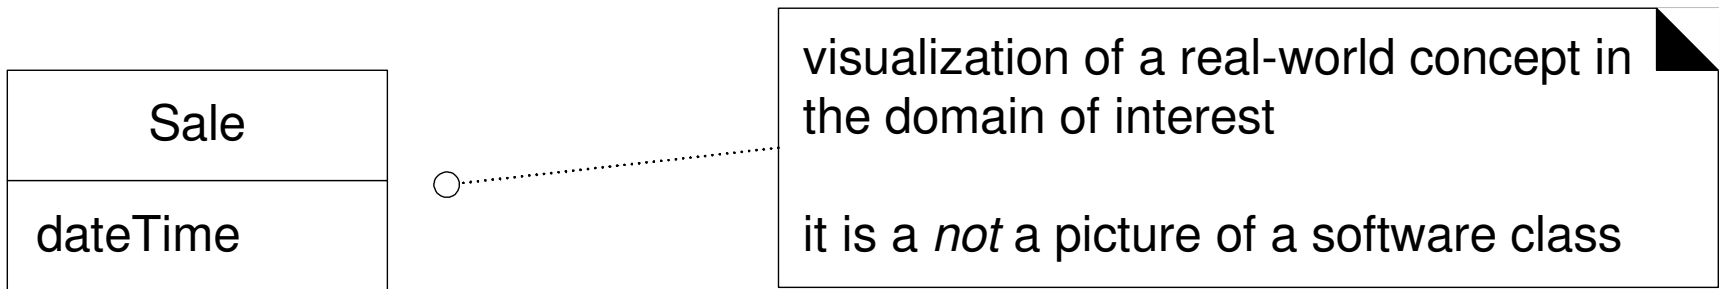 Sale
dateTime
visualization of a real-world concept in
the domain of interest
it is a not a picture of a software class